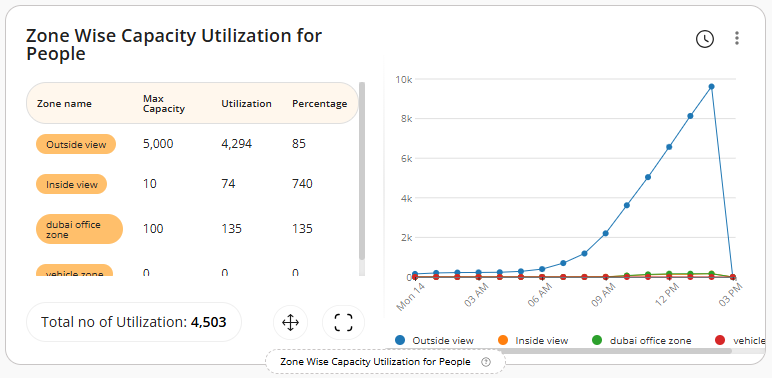 Zone Wise Capacity Utilization for
People
Zone name
Max
Capacity
Utilization
Percentage
Outside view
5,000
4,294
85
Inside view
10
74
740
dubai office
zone
100
135
135
vehicle zone
0
0
0
Total no of Utilization: 4,503
10k
8k
6k
4k
2k
0
Mon 14
03 AM
06 AM
09 AM
12 PM
03 PM
Outside view
Inside view
dubai office zone
vehicle
Zone Wise Capacity Utilization for People